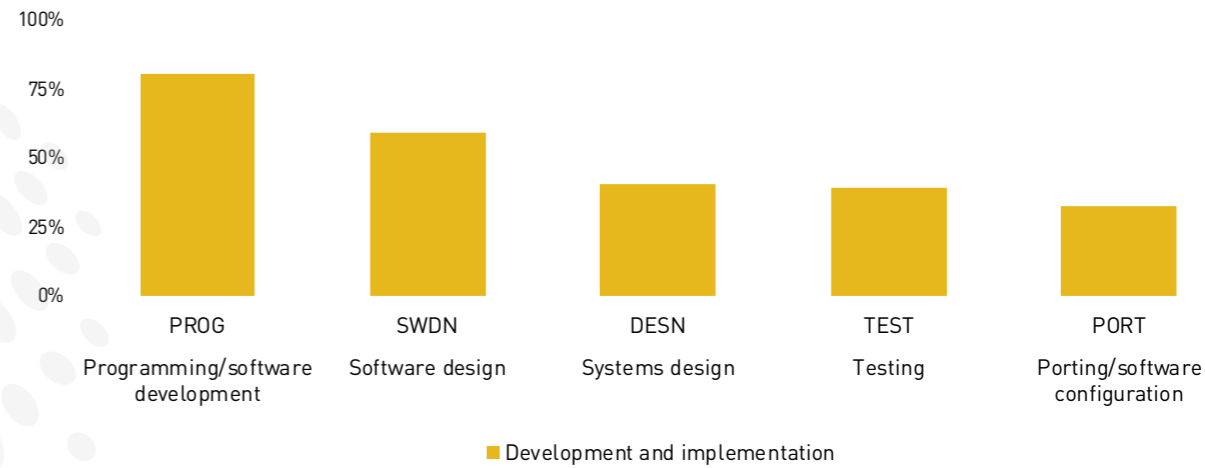 100%
75%
50%
25%
0%
PROG
SWDN
DESN
TEST
PORT
Programming/software
development
Software design
Systems design
Testing
Porting/software
configuration
Development and implementation